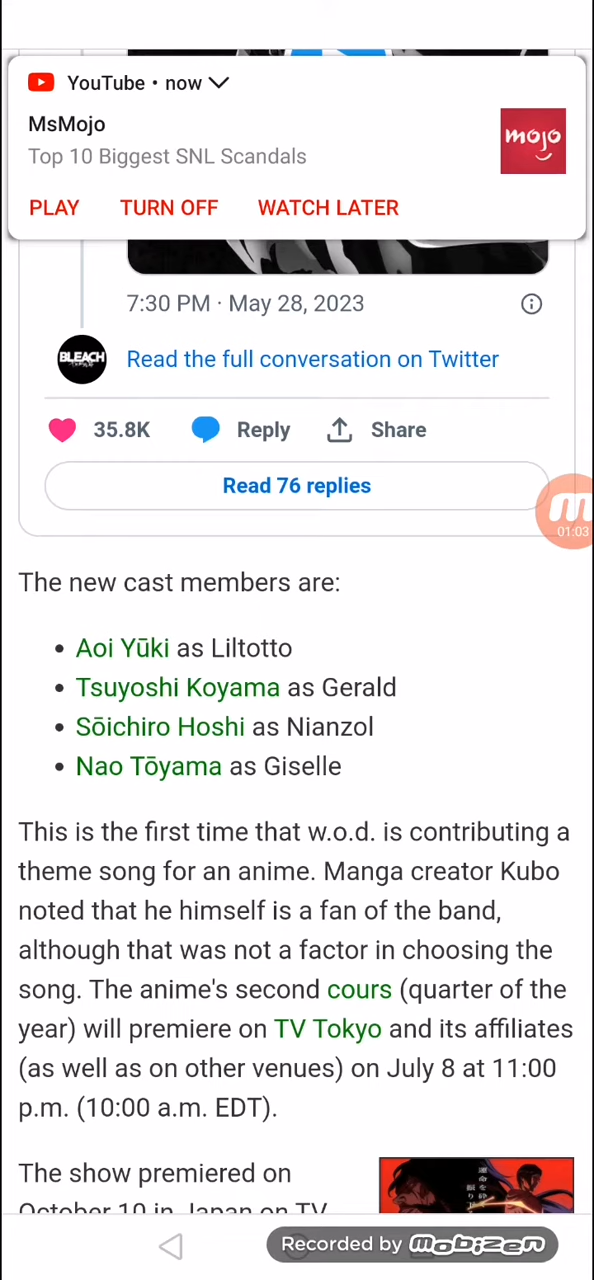 YouTube • now
MsMojo
Top 10 Biggest SNL Scandals
mojo
PLAY TURN OFF WATCH LATER
7:30 PM · May 28, 2023
BLEACH
Read the full conversation on Twitter
35.8K Reply Share
Read 76 replies
01:03
The new cast members are:
• Aoi Yūki as Liltotto
• Tsuyoshi Koyama as Gerald
• Sōichiro Hoshi as Nianzol
• Nao Tōyama as Giselle
This is the first time that w.o.d. is contributing a
theme song for an anime. Manga creator Kubo
noted that he himself is a fan of the band,
although that was not a factor in choosing the
song. The anime's second cours (quarter of the
year) will premiere on TV Tokyo and its affiliates
(as well as on other venues) on July 8 at 11:00
p.m. (10:00 a.m. EDT).
The show premiered on
October 10 in Japan on TV
Recorded by mobizen